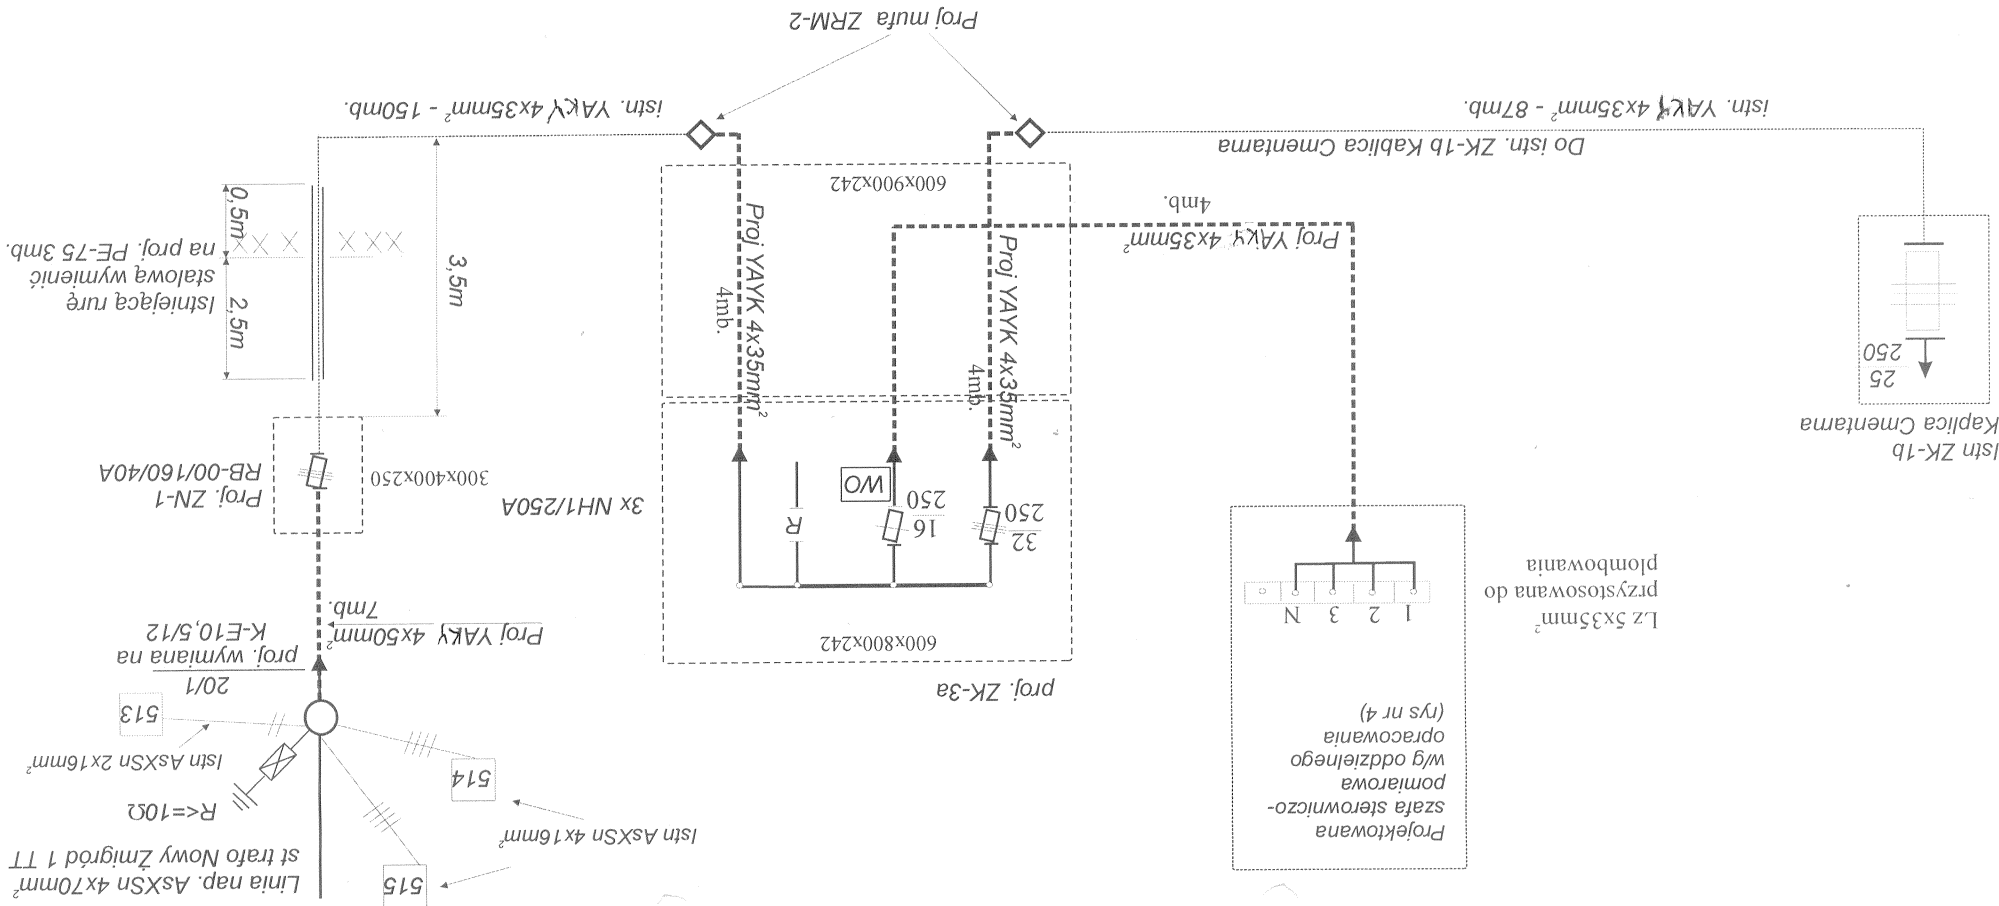 Projektowana
szafa sterowniczo-
pomiarowa
w/g oddzielnego
opracowania
(rys nr 4)
1 2 3 N
Lz 5x35mm²
przystosowana do
plombowania
Istn ZK-1b
Kaplica Cmentarna
25
250
proj. ZK-3a
600x800x242
32
250
16
250
WO
R
3x NH1/250A
Proj YAYK 4x35mm²
4mb.
Proj YAYK 4x35mm²
4mb.
600x900x242
Proj YAKY 4x35mm²
4mb.
Do istn. ZK-1b Kablica Cmentarna
istn. YAKY 4x35mm² - 87mb.
istn. YAKY 4x35mm² - 150mb.
Proj mufa ZRM-2
515
Linia nap. AsXSn 4x70mm²
st trafo Nowy Żmigród 1 TT
Istn AsXSn 4x16mm²
R<=10Ω
514
Istn AsXSn 2x16mm²
513
20/1
proj. wymiana na
K-E10,5/12
Proj YAKY 4x50mm²
7mb.
Proj. ZN-1
RB-00/160/40A
300x400x250
3,5m
2,5m
0,5m
Istniejącą rurę
stalową wymienić
na proj. PE-75 3mb.